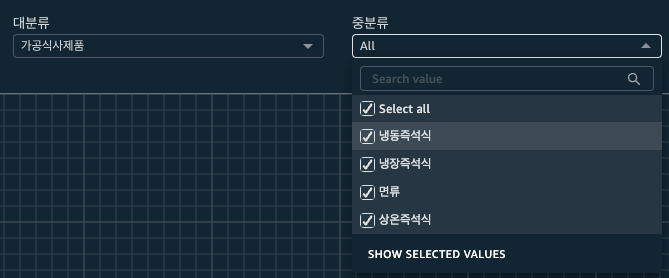 대분류 중분류
가공식사제품 All
Search value
Select all
냉동즉석식
냉장즉석식
면류
상온즉석식
SHOW SELECTED VALUES